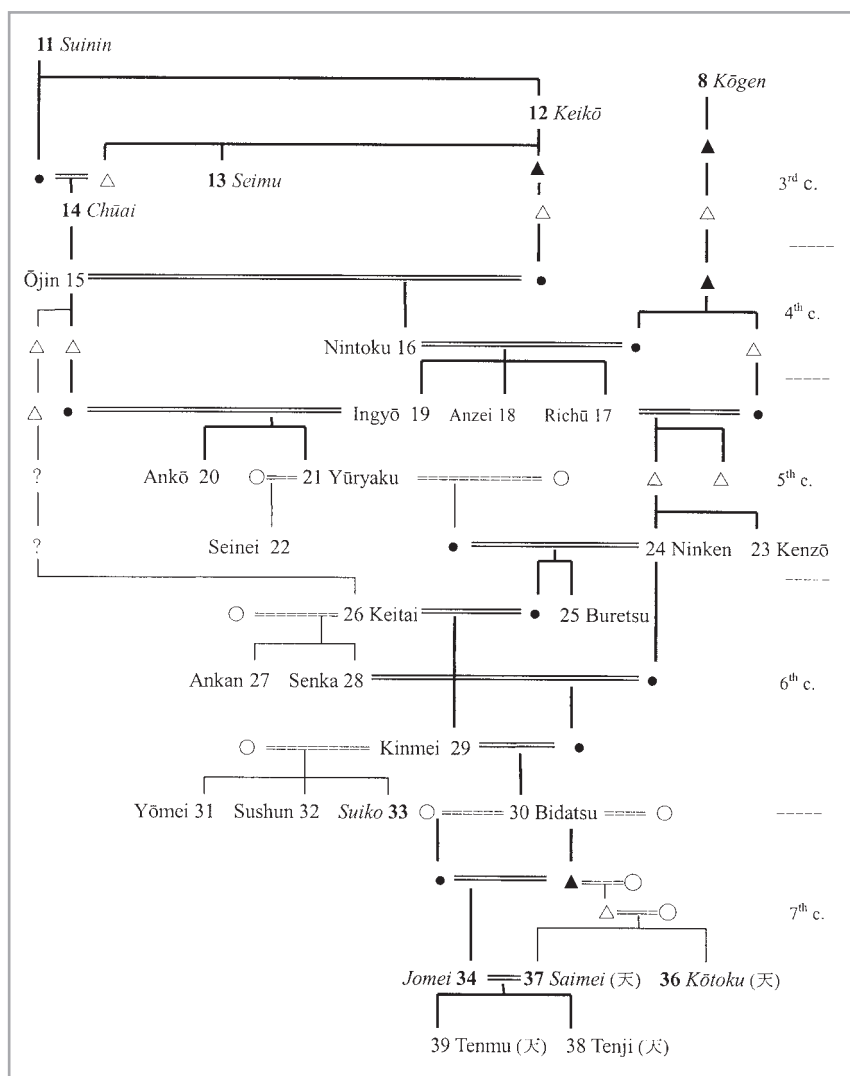 11 Suinin
8 Kōgen
12 Keikō
13 Seimu
3rd c.
14 Chūai
Ōjin 15
4th c.
Nintoku 16
Ingyō 19 Anzei 18 Richū 17
? Ankō 20 21 Yūryaku 5th c.
? Seinei 22 24 Ninken 23 Kenzō
26 Keitai 25 Buretsu
Ankan 27 Senka 28 6th c.
Kinmei 29
Yōmei 31 Sushun 32 Suiko 33 30 Bidatsu
7th c.
Jomei 34 37 Saimei (天) 36 Kōtoku (天)
39 Tenmu (天) 38 Tenji (天)